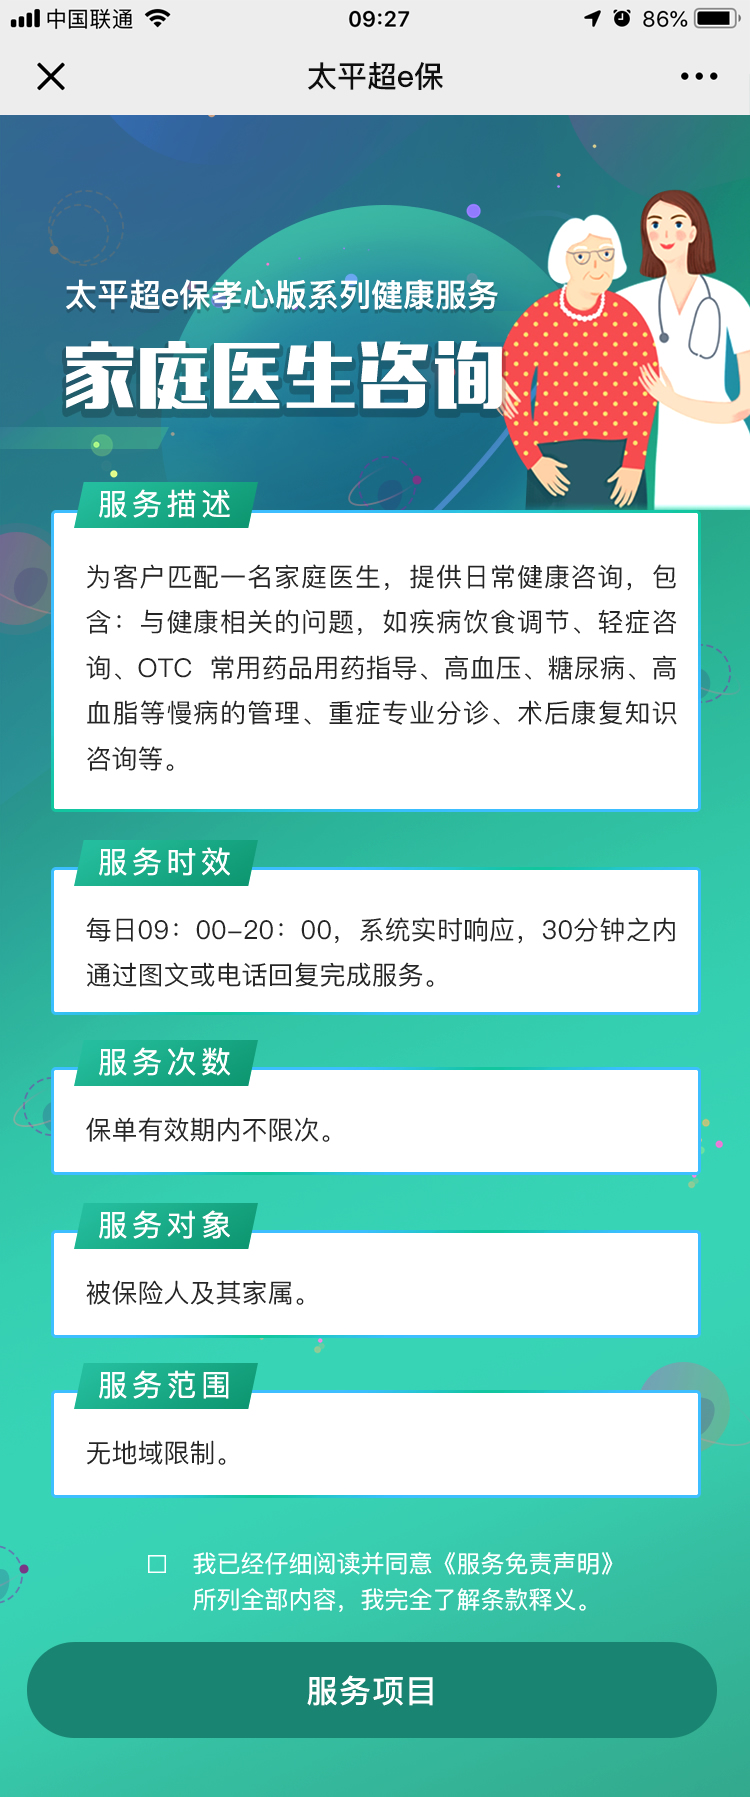 中国联通
09:27
86%
太平超e保
太平超e保孝心版系列健康服务
家庭医生咨询
服务描述
为客户匹配一名家庭医生，提供日常健康咨询，包
含：与健康相关的问题，如疾病饮食调节、轻症咨
询、OTC 常用药品用药指导、高血压、糖尿病、高
血脂等慢病的管理、重症专业分诊、术后康复知识
咨询等。
服务时效
每日09：00-20：00，系统实时响应，30分钟之内
通过图文或电话回复完成服务。
服务次数
保单有效期内不限次。
服务对象
被保险人及其家属。
服务范围
无地域限制。
我已经仔细阅读并同意《服务免责声明》
所列全部内容，我完全了解条款释义。
服务项目